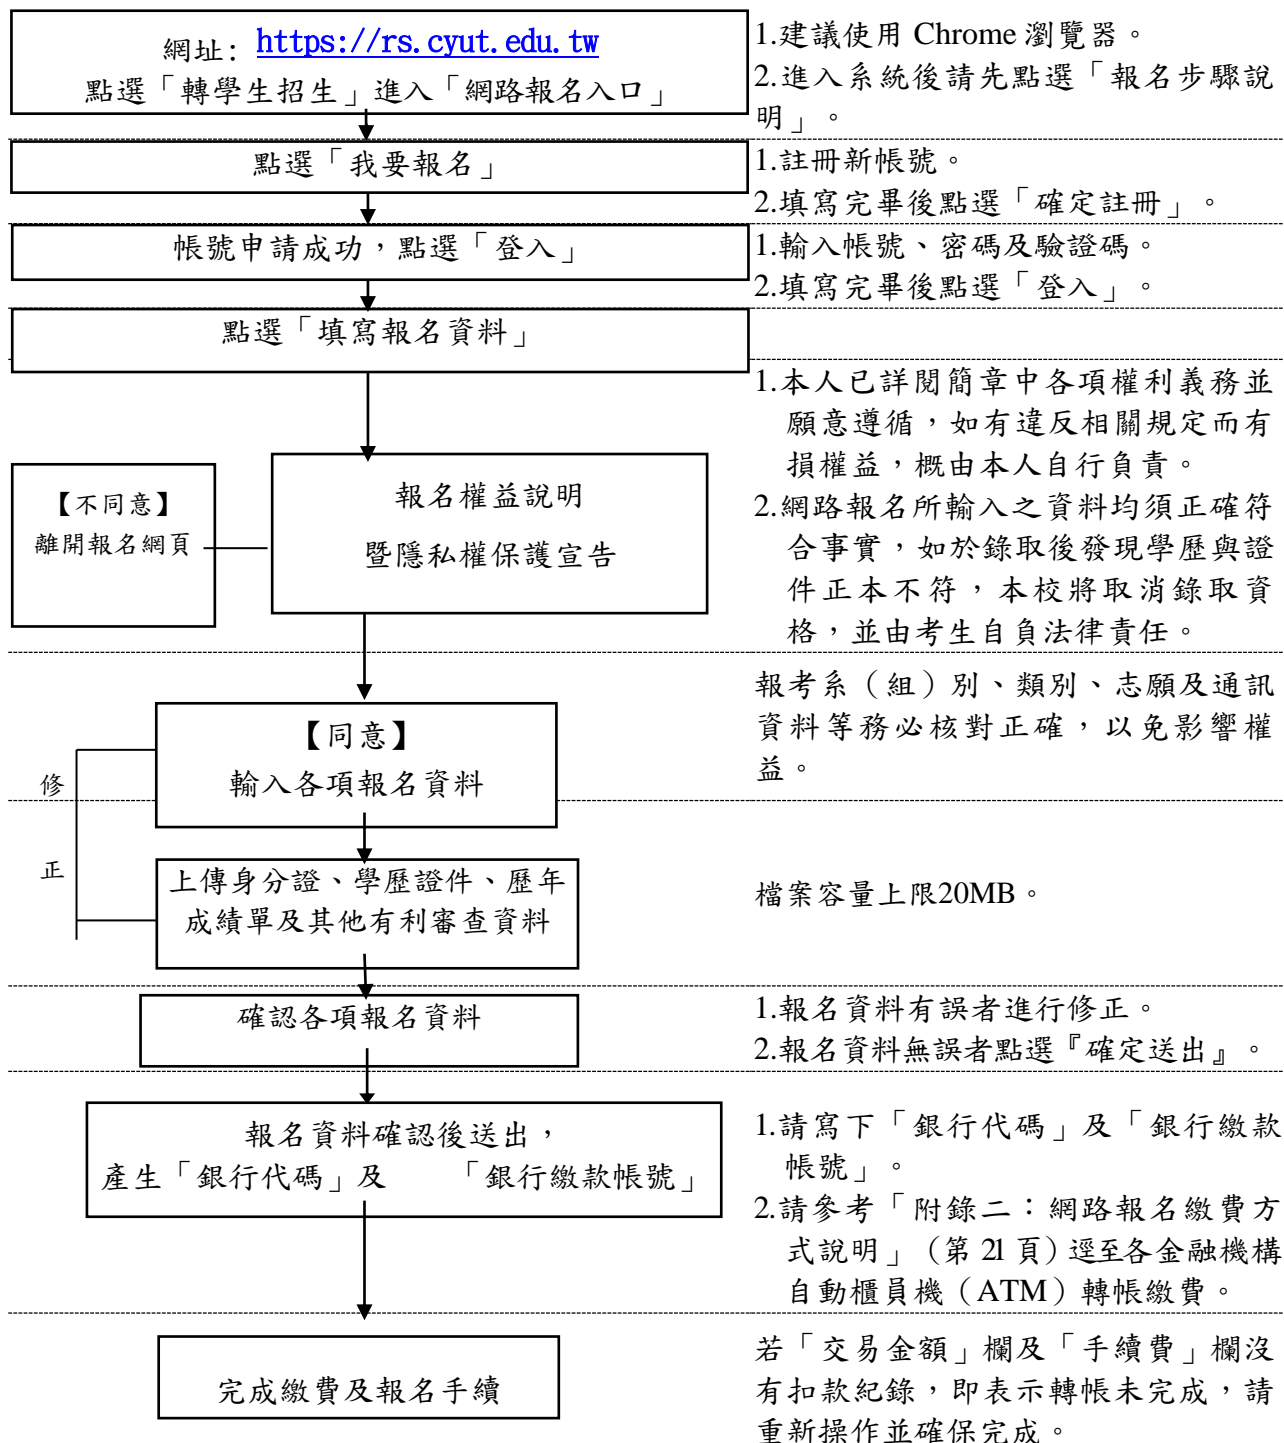 網址: https://rs.cyut.edu.tw
點選「轉學生招生」進入「網路報名入口」
1.建議使用 Chrome 瀏覽器。
2.進入系統後請先點選「報名步驟說
明」。
點選「我要報名」
1.註冊新帳號。
2.填寫完畢後點選「確定註冊」。
帳號申請成功，點選「登入」
1.輸入帳號、密碼及驗證碼。
2.填寫完畢後點選「登入」。
點選「填寫報名資料」
【不同意】
離開報名網頁
報名權益說明
暨隱私權保護宣告
1.本人已詳閱簡章中各項權利義務並
願意遵循，如有違反相關規定而有
損權益，概由本人自行負責。
2.網路報名所輸入之資料均須正確符
合事實，如於錄取後發現學歷與證
件正本不符，本校將取消錄取資
格，並由考生自負法律責任。
【同意】
輸入各項報名資料
報考系（組）別、類別、志願及通訊
資料等務必核對正確，以免影響權
益。
修
正
上傳身分證、學歷證件、歷年
成績單及其他有利審查資料
檔案容量上限20MB。
確認各項報名資料
1.報名資料有誤者進行修正。
2.報名資料無誤者點選『確定送出』。
報名資料確認後送出，
產生「銀行代碼」及 「銀行繳款帳號」
1.請寫下「銀行代碼」及「銀行繳款
帳號」。
2.請參考「附錄二：網路報名繳費方
式說明」（第 21 頁）逕至各金融機構
自動櫃員機（ATM）轉帳繳費。
完成繳費及報名手續
若「交易金額」欄及「手續費」欄沒
有扣款紀錄，即表示轉帳未完成，請
重新操作並確保完成。